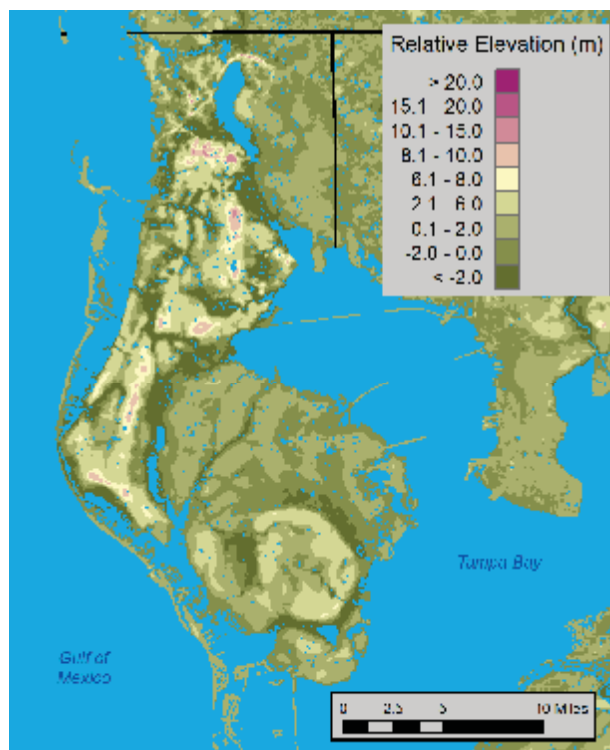 Relative Elevation (m)
> 20.0
15.1 - 20.0
10.1 - 15.0
8.1 - 10.0
6.1 - 8.0
2.1 - 6.0
0.1 - 2.0
-2.0 - 0.0
< -2.0
Tampa Bay
Gulf of
Mexico
0 2.5 5 10 Miles